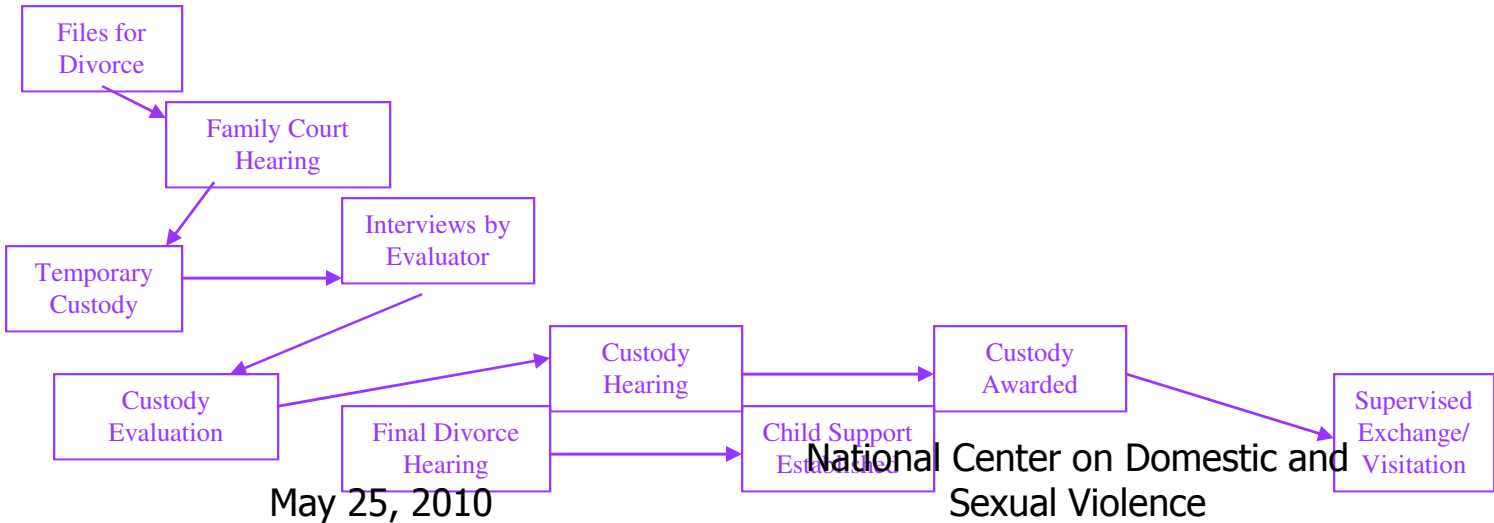 Files for
Divorce
Family Court
Hearing
Interviews by
Evaluator
Temporary
Custody
Custody
Hearing
Custody
Awarded
Custody
Evaluation
Final Divorce
Hearing
Child Support
Established
Supervised
Exchange/
Visitation
May 25, 2010
National Center on Domestic and
Sexual Violence